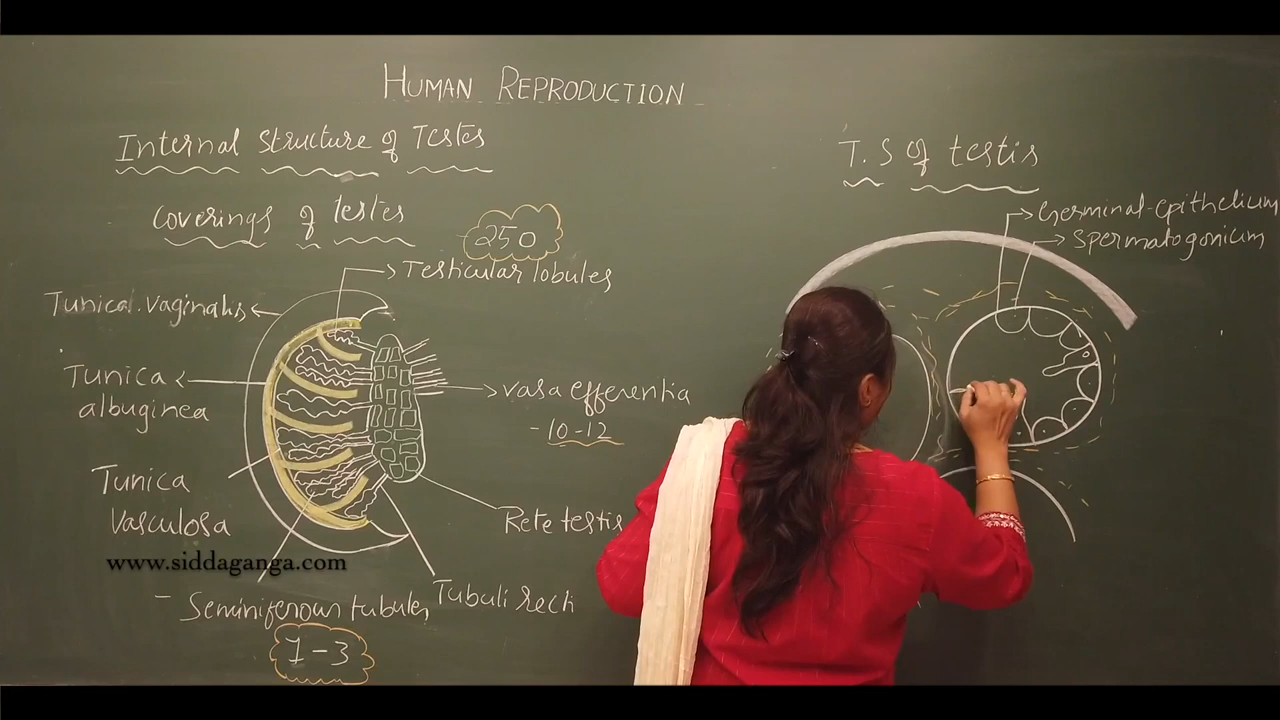 HUMAN REPRODUCTION
Internal Structure of Testes
Coverings of testes
250
Testicular lobules
Tunica vaginalis
Tunica albuginea
Tunica Vasculosa
vasa efferentia
- 10-12
Rete testis
Tubuli recti
- Seminiferous tubules
1-3
www.siddaganga.com
T.S of testis
Germinal-epithelium
Spermatogonium